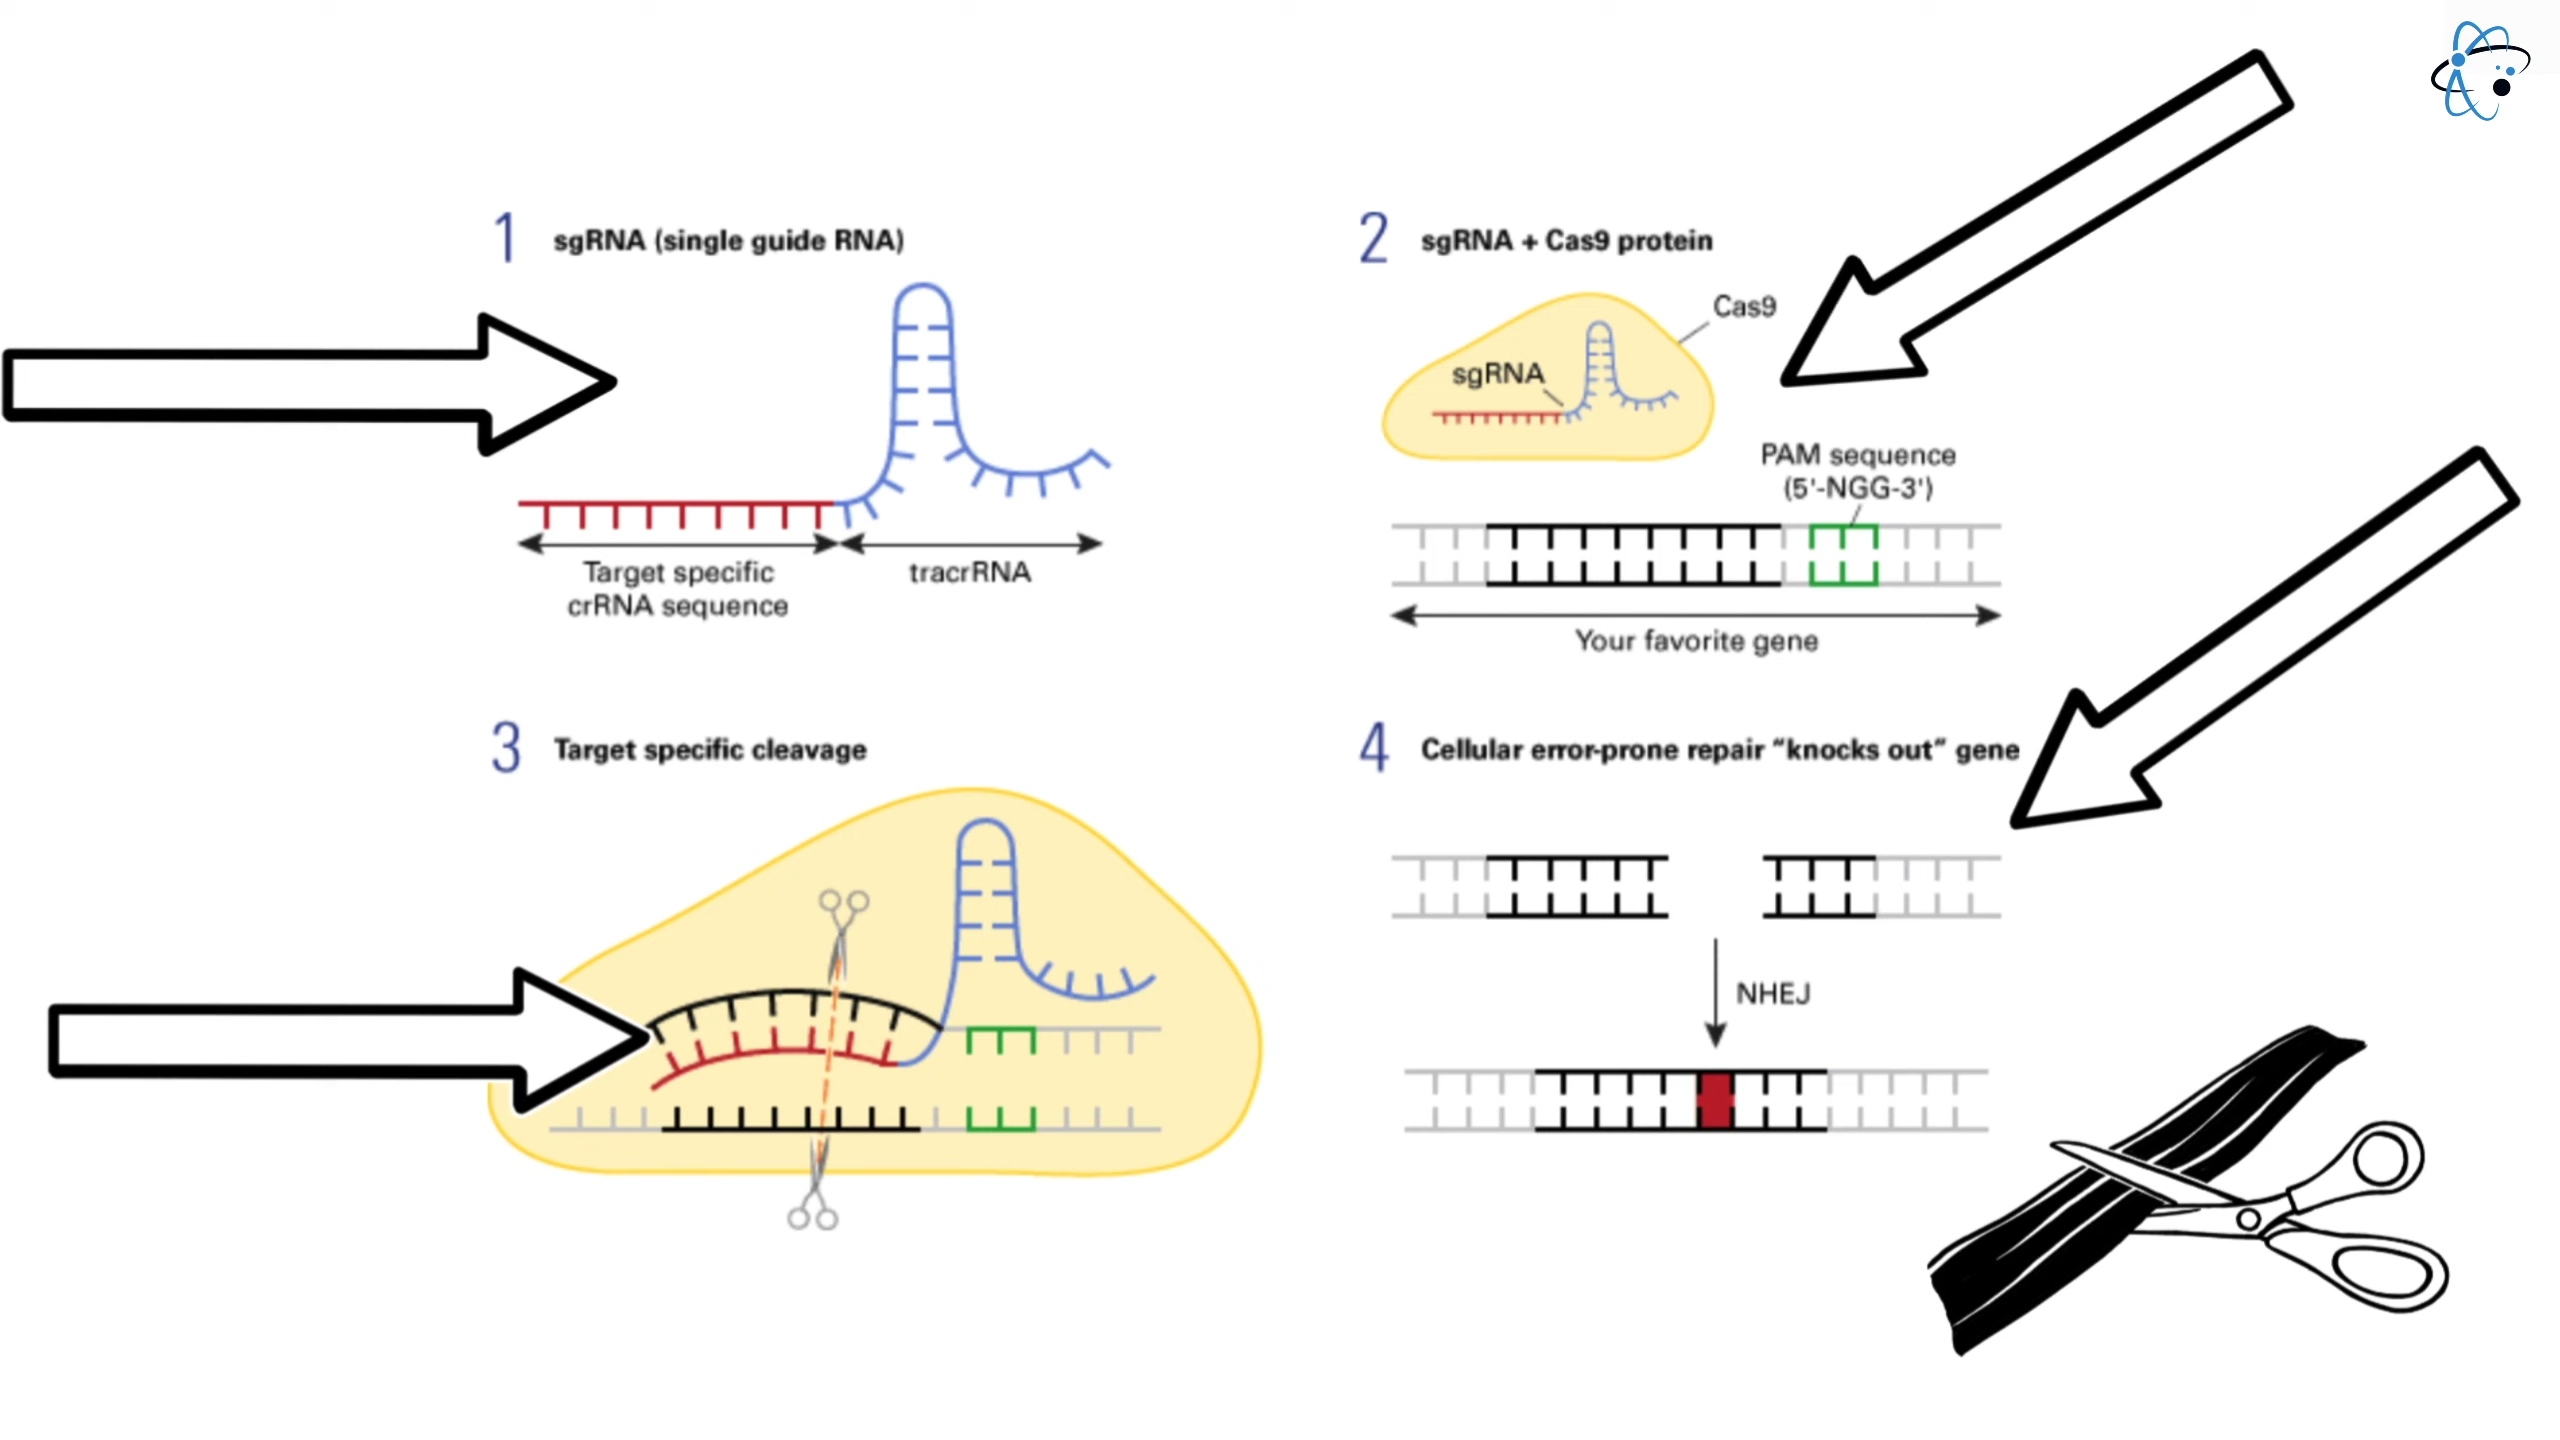 1 sgRNA (single guide RNA)
Target specific
crRNA sequence
tracrRNA
2 sgRNA + Cas9 protein
Cas9
sgRNA
PAM sequence
(5'-NGG-3')
Your favorite gene
3 Target specific cleavage
4 Cellular error-prone repair “knocks out” gene
NHEJ